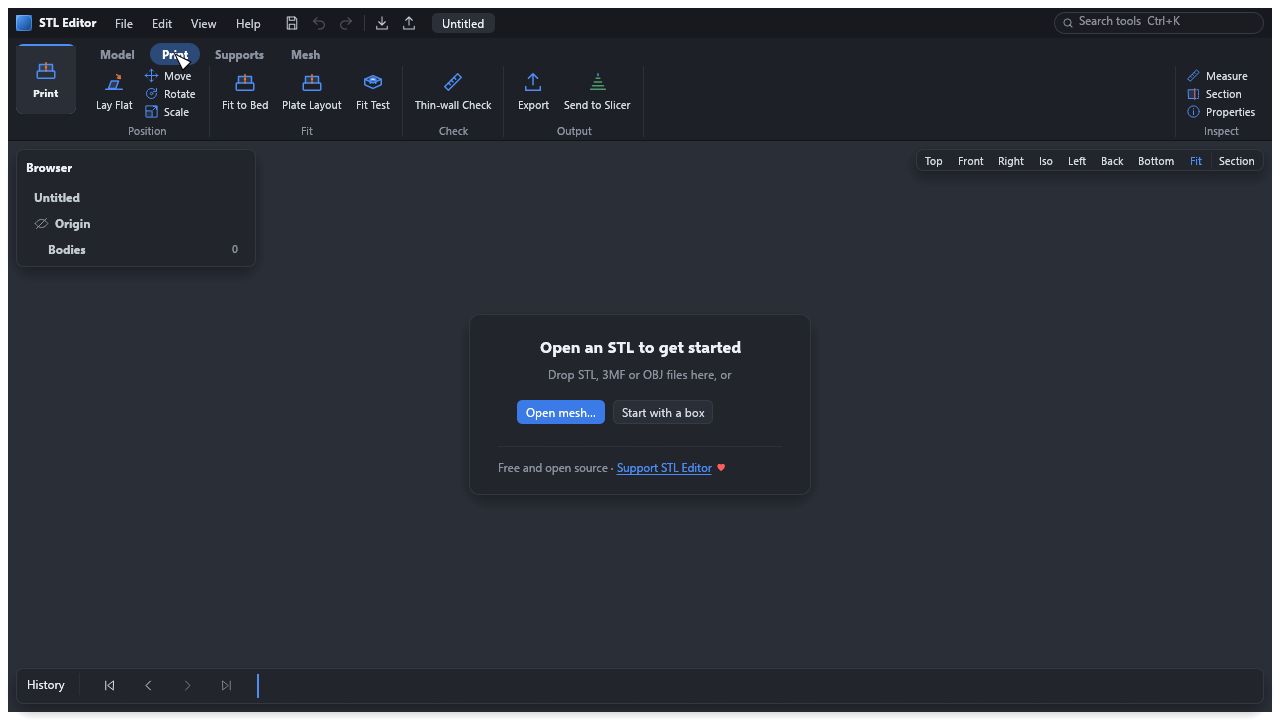 STL Editor File Edit View Help Untitled Search tools Ctrl+K
Model Print Supports Mesh
Print
Lay Flat Move Rotate Scale
Position
Fit to Bed Plate Layout Fit Test
Fit
Thin-wall Check
Check
Export Send to Slicer
Output
Measure
Section
Properties
Inspect
Browser
Untitled
Origin
Bodies 0
Top Front Right Iso Left Back Bottom Fit Section
Open an STL to get started
Drop STL, 3MF or OBJ files here, or
Open mesh... Start with a box
Free and open source · Support STL Editor
History